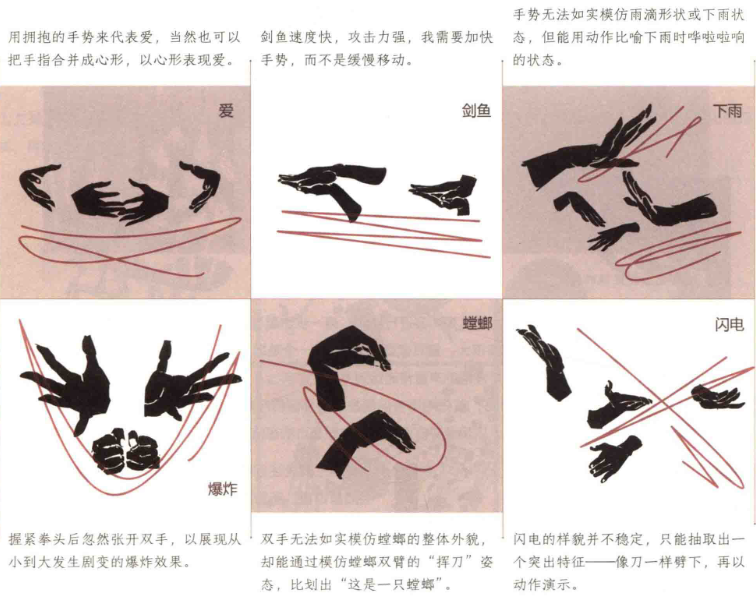 用拥抱的手势来代表爱，当然也可以
把手指合并成心形，以心形表现爱。
剑鱼速度快，攻击力强，我需要加快
手势，而不是缓慢移动。
手势无法如实模仿雨滴形状或下雨状
态，但能用动作比喻下雨时哗啦啦响
的状态。
爱
剑鱼
下雨
爆炸
螳螂
闪电
握紧拳头后忽然张开双手，以展现从
小到大发生剧变的爆炸效果。
双手无法如实模仿螳螂的整体外貌，
却能通过模仿螳螂双臂的“挥刀”姿
态，比划出“这是一只螳螂”。
闪电的样貌并不稳定，只能抽取出一
个突出特征——像刀一样劈下，再以
动作演示。